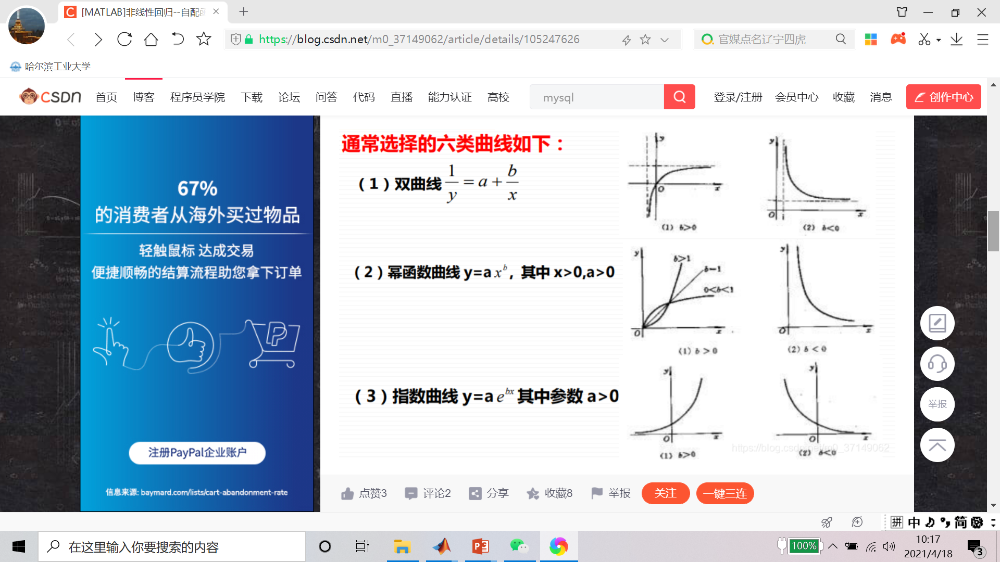 [MATLAB]非线性回归--自配
https://blog.csdn.net/m0_37149062/article/details/105247626
官媒点名辽宁四虎
哈尔滨工业大学
CSDN 首页 博客 程序员学院 下载 论坛 问答 代码 直播 能力认证 高校 mysql 登录/注册 会员中心 收藏 消息 创作中心
67%
的消费者从海外买过物品
轻触鼠标 达成交易
便捷顺畅的结算流程助您拿下订单
注册PayPal企业账户
信息来源: baymard.com/lists/cart-abandonment-rate
通常选择的六类曲线如下：
（1）双曲线 1/y = a + b/x
y
O
x
(1) b>0
y
O
x
(2) b<0
（2）幂函数曲线 y=a x^b, 其中 x>0,a>0
y
b>1
b=1
0<b<1
O
x
(1) b > 0
y
O
x
(2) b < 0
（3）指数曲线 y=a e^bx 其中参数 a>0
y
O
x
(1) b>0
y
O
x
(2) b<0
https://blog.csdn.net/m0_37149062
举报
点赞3 评论2 分享 收藏8 举报 关注 一键三连
拼 中 简
在这里输入你要搜索的内容
100%
10:17
2021/4/18
3